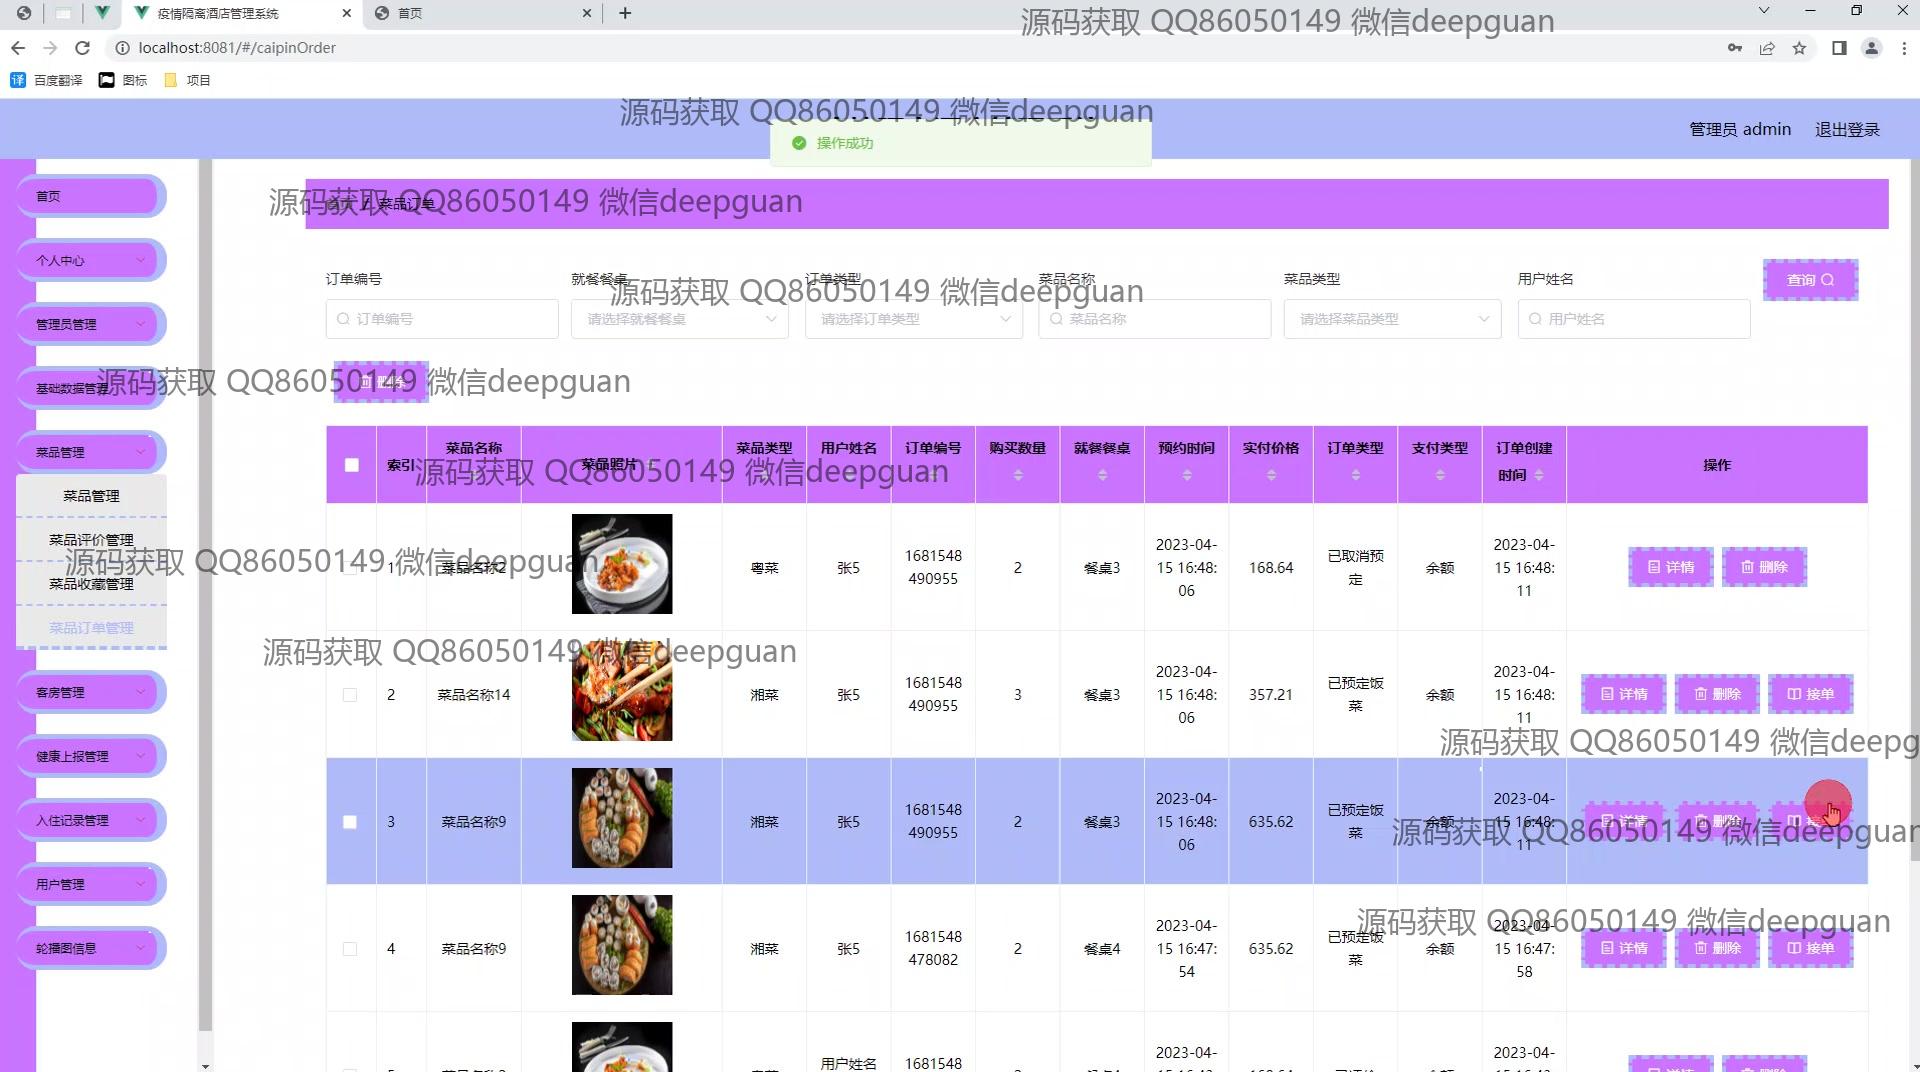 疫情隔离酒店管理系统
首页
源码获取 QQ86050149 微信deepguan
localhost:8081/#/caipinOrder
百度翻译
图标
项目
源码获取 QQ86050149 微信deepguan
管理员 admin
退出登录
操作成功
首页
源码获取 QQ86050149 微信deepguan
/ 菜品订单
个人中心
订单编号
就餐餐桌
订单类型
菜品名称
菜品类型
用户姓名
查询
源码获取 QQ86050149 微信deepguan
管理员管理
订单编号
请选择就餐餐桌
请选择订单类型
菜品名称
请选择菜品类型
用户姓名
基础数据管理
源码获取 QQ86050149 微信deepguan
删除
菜品管理
索引
菜品名称
菜品照片
菜品类型
用户姓名
订单编号
购买数量
就餐餐桌
预约时间
实付价格
订单类型
支付类型
订单创建
时间
操作
源码获取 QQ86050149 微信deepguan
菜品管理
菜品评价管理
菜品收藏管理
菜品订单管理
源码获取 QQ86050149 微信deepguan
1
菜品名称2
粤菜
张5
1681548
490955
2
餐桌3
2023-04-
15 16:48:
06
168.64
已取消预
定
余额
2023-04-
15 16:48:
11
详情
删除
源码获取 QQ86050149 微信deepguan
客房管理
2
菜品名称14
湘菜
张5
1681548
490955
3
餐桌3
2023-04-
15 16:48:
06
357.21
已预定饭
菜
余额
2023-04-
15 16:48:
11
详情
删除
接单
源码获取 QQ86050149 微信deepg
健康上报管理
入住记录管理
3
菜品名称9
湘菜
张5
1681548
490955
2
餐桌3
2023-04-
15 16:48:
06
635.62
已预定饭
菜
余额
2023-04-
15 16:48:
11
详情
删除
源码获取 QQ86050149 微信deepguan
用户管理
源码获取 QQ86050149 微信deepguan
轮播图信息
4
菜品名称9
湘菜
张5
1681548
478082
2
餐桌4
2023-04-
15 16:47:
54
635.62
已预定饭
菜
余额
2023-04-
15 16:47:
58
详情
删除
接单
用户姓名
1681548
2023-04-
2023-04-